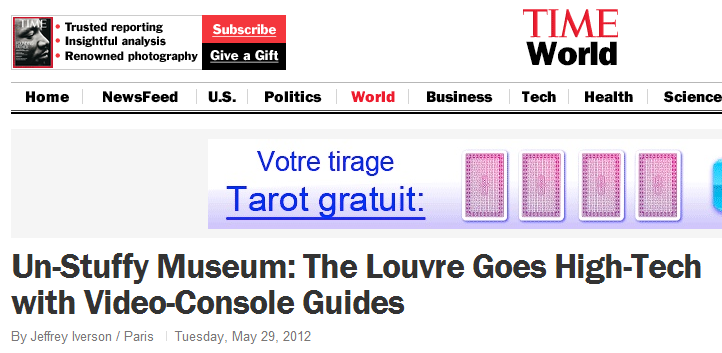 TIME
• Trusted reporting
• Insightful analysis
• Renowned photography
Subscribe
Give a Gift
TIME
World
Home NewsFeed U.S. Politics World Business Tech Health Science
Votre tirage
Tarot gratuit:
Un-Stuffy Museum: The Louvre Goes High-Tech
with Video-Console Guides
By Jeffrey Iverson / Paris | Tuesday, May 29, 2012